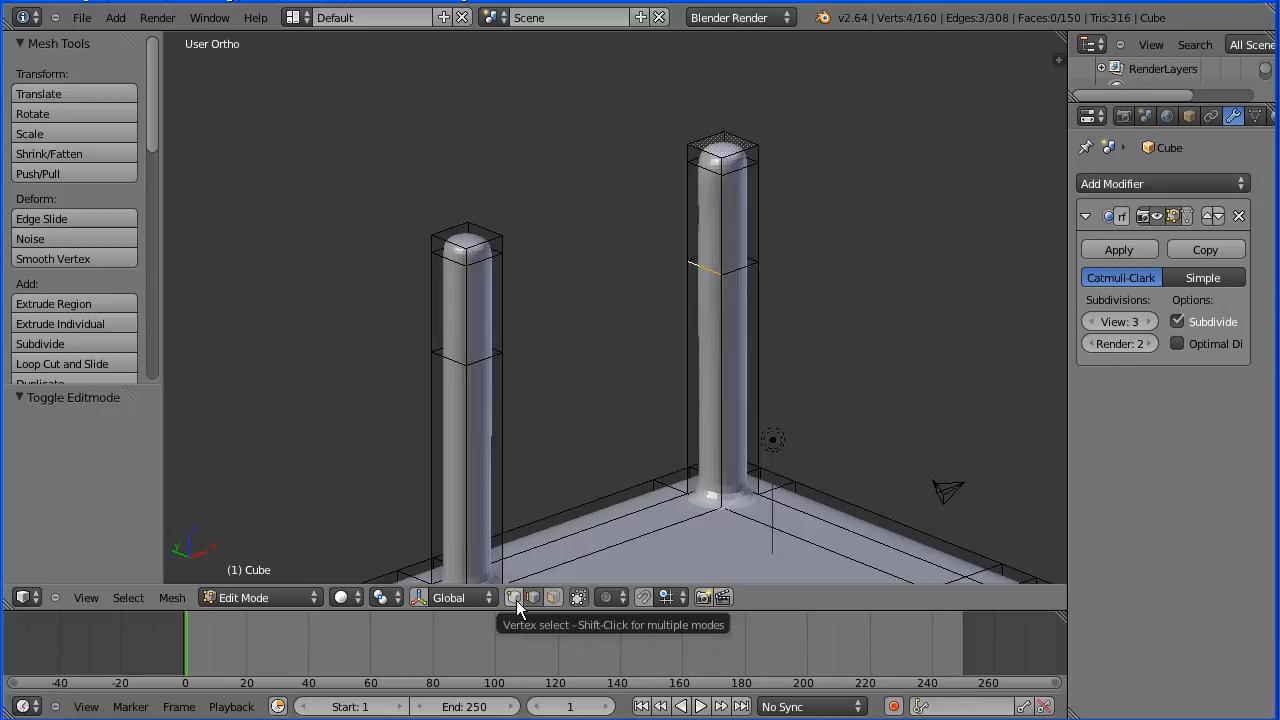 File Add Render Window Help Default Scene Blender Render v2.64 | Verts:4/160 | Edges:3/308 | Faces:0/150 | Tris:316 | Cube
Mesh Tools
Transform:
Translate
Rotate
Scale
Shrink/Fatten
Push/Pull
Deform:
Edge Slide
Noise
Smooth Vertex
Add:
Extrude Region
Extrude Individual
Subdivide
Loop Cut and Slide
Duplicate
Toggle Editmode
User Ortho
y x
(1) Cube
View Search All Scene
RenderLayers
Cube
Add Modifier
rf
Apply Copy
Catmull-Clark Simple
Subdivisions: Options:
View: 3 Subdivide
Render: 2 Optimal Di
View Select Mesh Edit Mode Global
Vertex select - Shift-Click for multiple modes
-40 -20 0 20 40 60 80 100 120 140 160 180 200 220 240 260
View Marker Frame Playback Start: 1 End: 250 1 No Sync